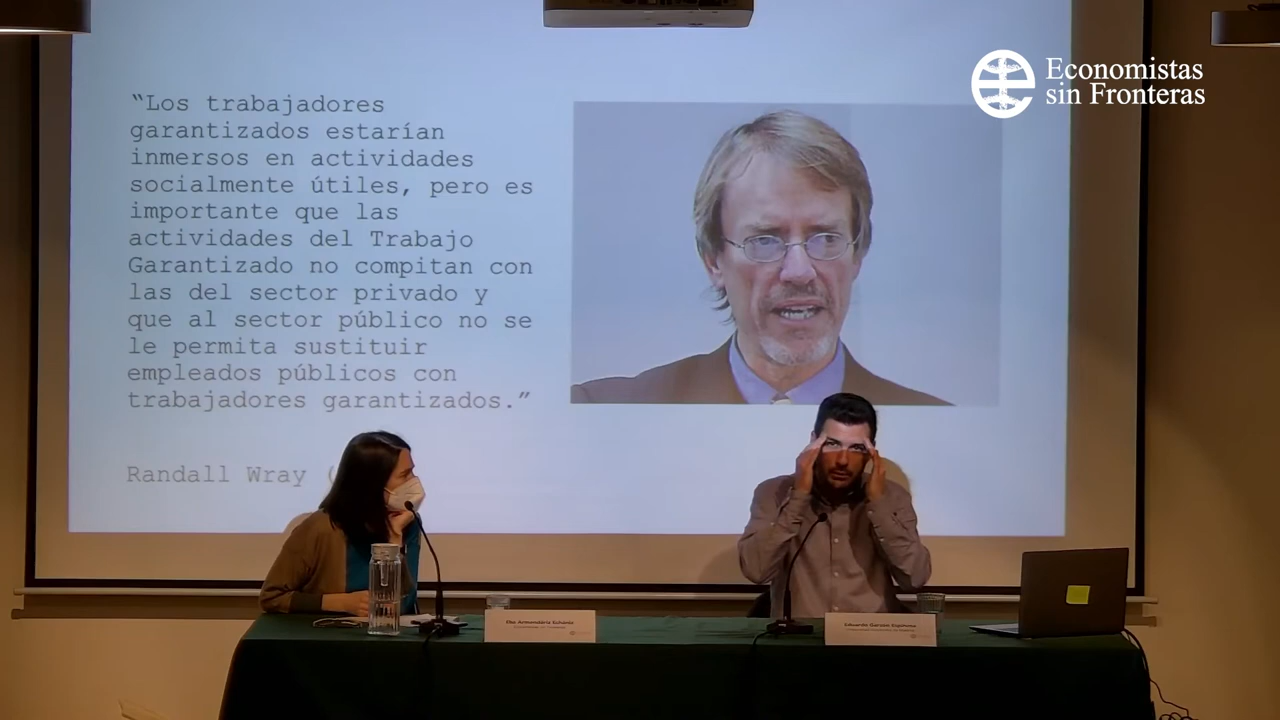 Economistas
sin Fronteras
“Los trabajadores
garantizados estarían
inmersos en actividades
socialmente útiles, pero es
importante que las
actividades del Trabajo
Garantizado no compitan con
las del sector privado y
que al sector público no se
le permita sustituir
empleados públicos con
trabajadores garantizados.”
Randall Wray (
Eduardo Garzón Espinosa